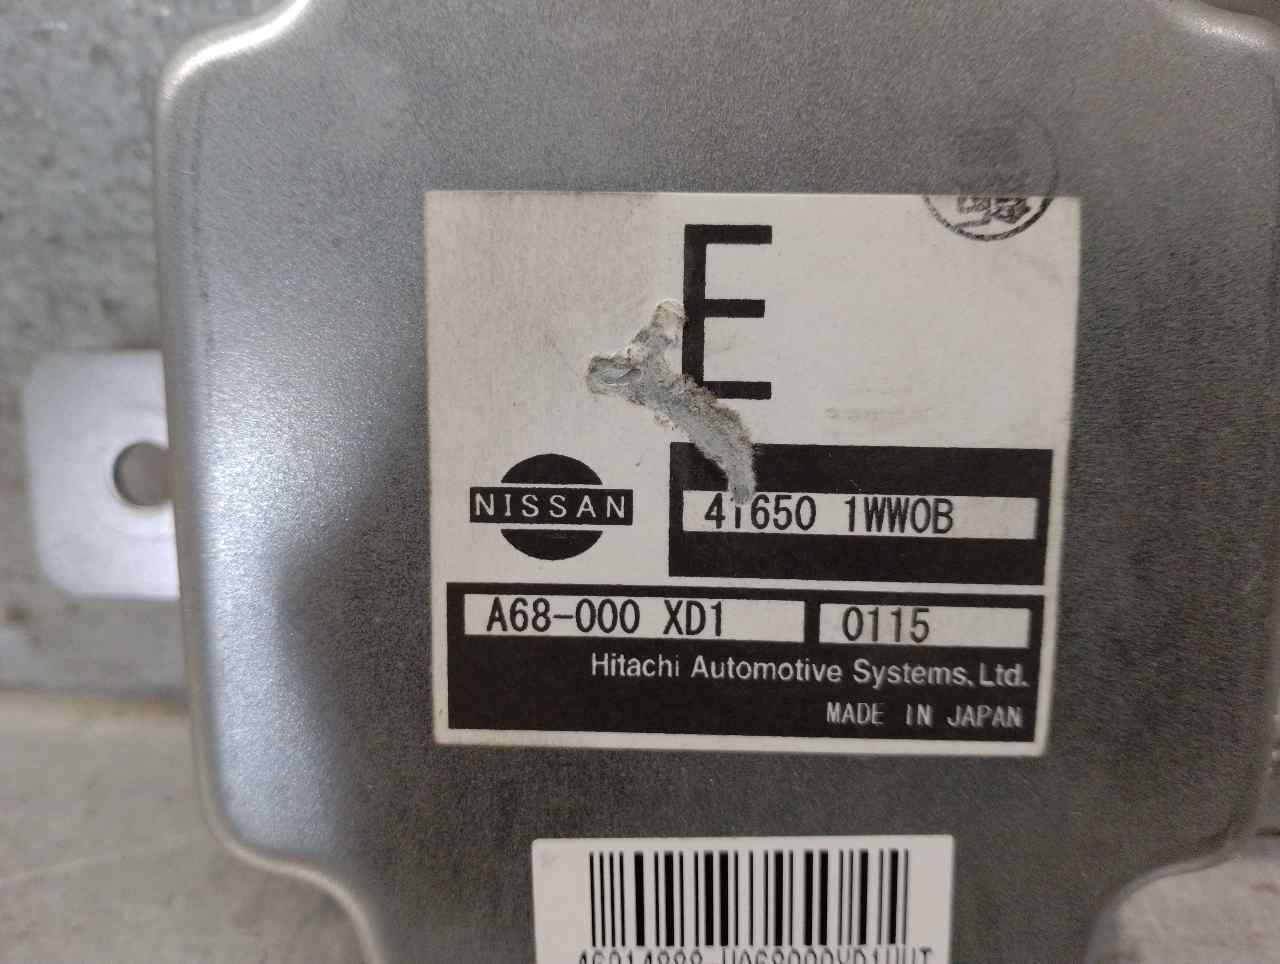 E
NISSAN
41650 1WW0B
A68-000 XD1
0115
Hitachi Automotive Systems, Ltd.
MADE IN JAPAN